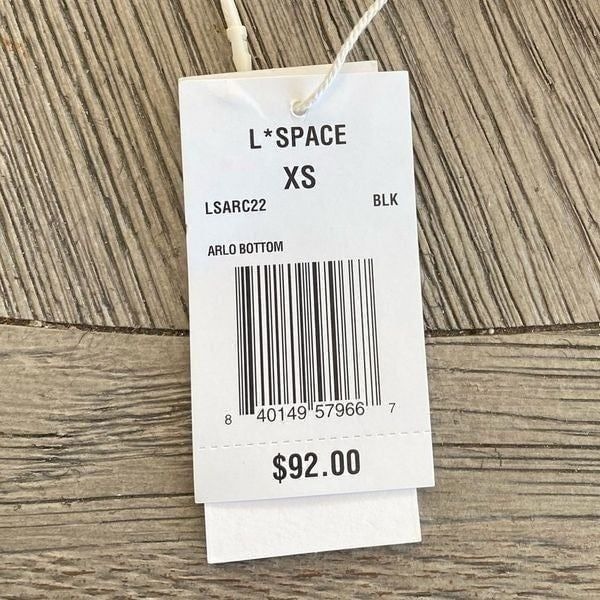 L*SPACE
XS
LSARC22 BLK
ARLO BOTTOM
8 40149 57966 7
$92.00